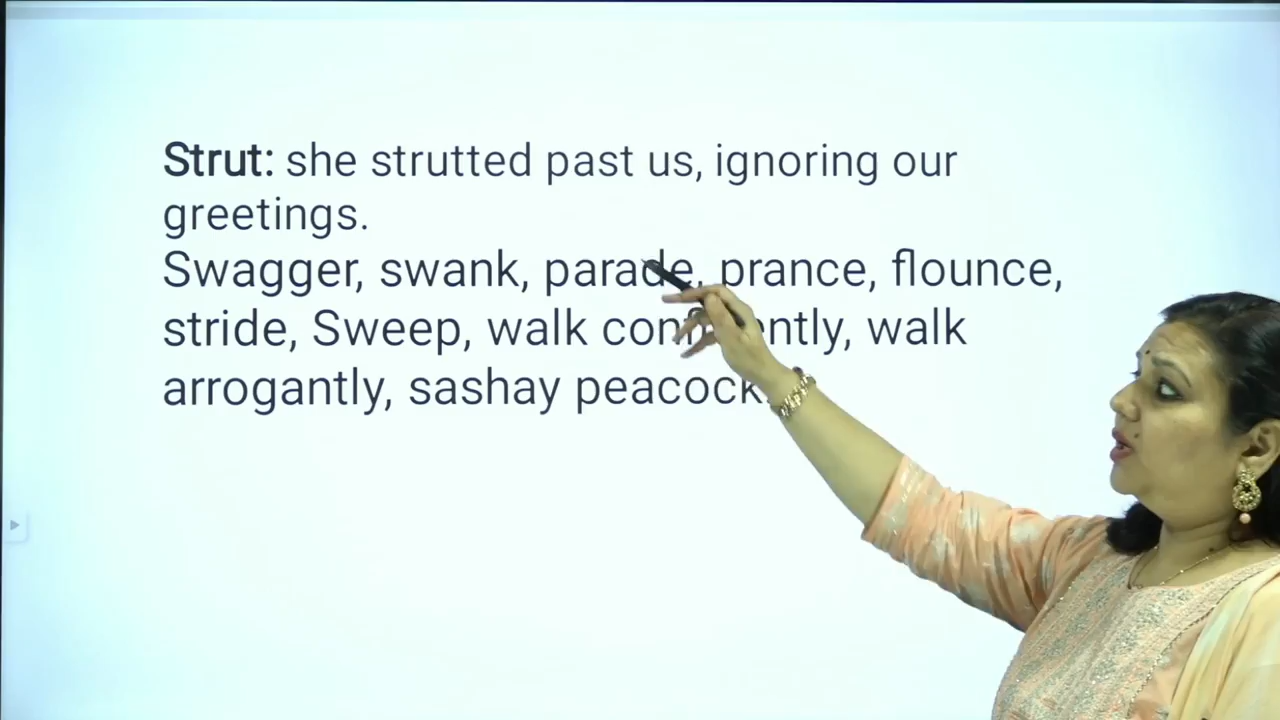 Strut: she strutted past us, ignoring our
greetings.
Swagger, swank, parade, prance, flounce,
stride, Sweep, walk confidently, walk
arrogantly, sashay peacock.